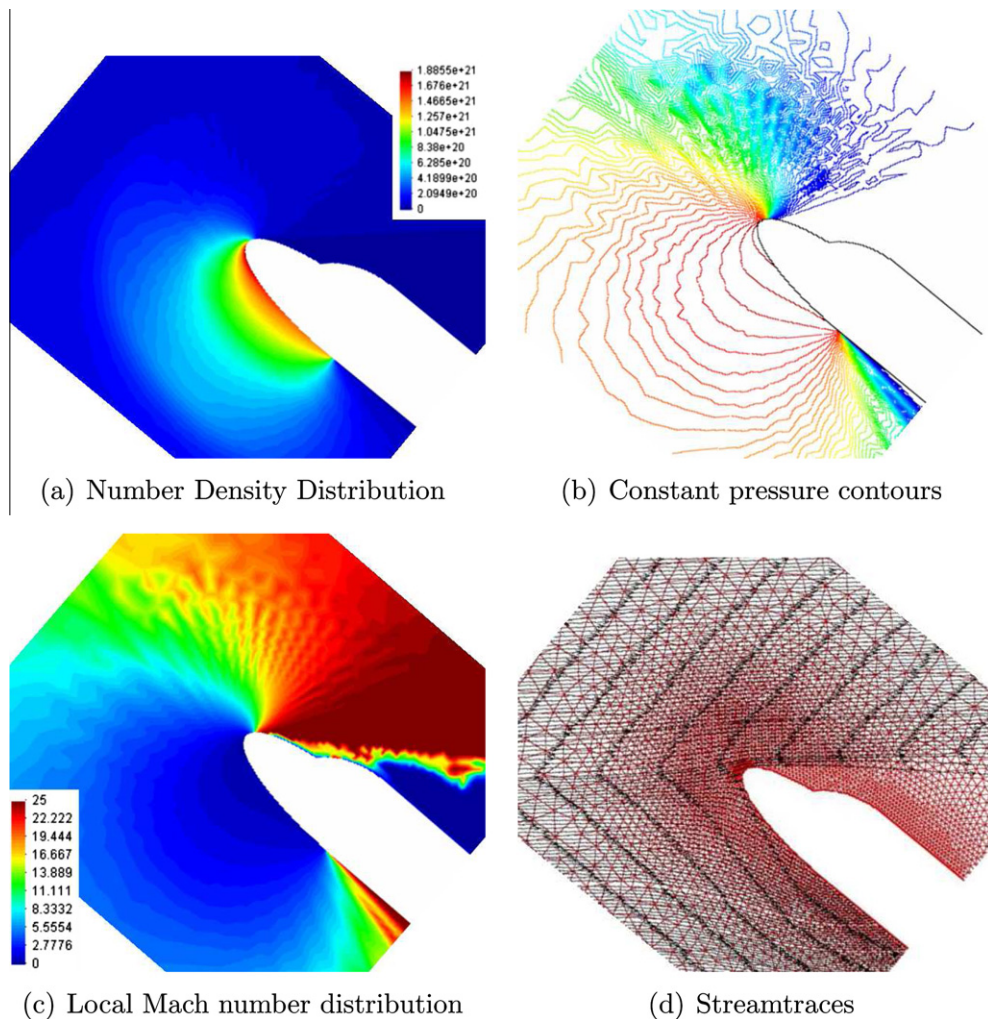 1.8855e+21
1.676e+21
1.4665e+21
1.257e+21
1.0475e+21
8.38e+20
6.285e+20
4.1899e+20
2.0949e+20
0
(a) Number Density Distribution
(b) Constant pressure contours
25
22.222
19.444
16.667
13.889
11.111
8.3332
5.5554
2.7776
0
(c) Local Mach number distribution
(d) Streamtraces